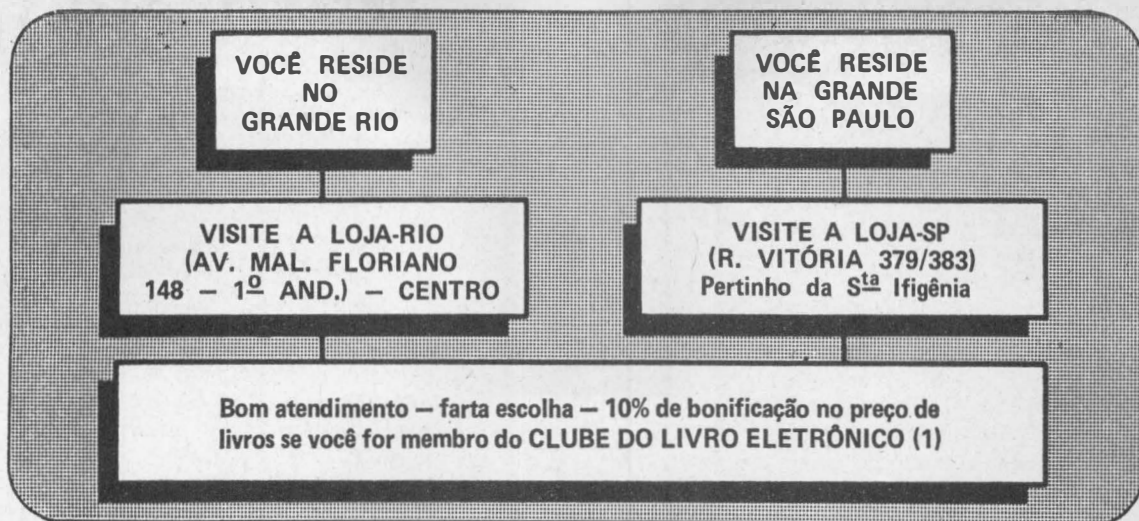 VOCÊ RESIDE
NO
GRANDE RIO
VOCÊ RESIDE
NA GRANDE
SÃO PAULO
VISITE A LOJA-RIO
(AV. MAL. FLORIANO
148 – 1º AND.) – CENTRO
VISITE A LOJA-SP
(R. VITÓRIA 379/383)
Pertinho da Sta Ifigênia
Bom atendimento – farta escolha – 10% de bonificação no preço de
livros se você for membro do CLUBE DO LIVRO ELETRÔNICO (1)